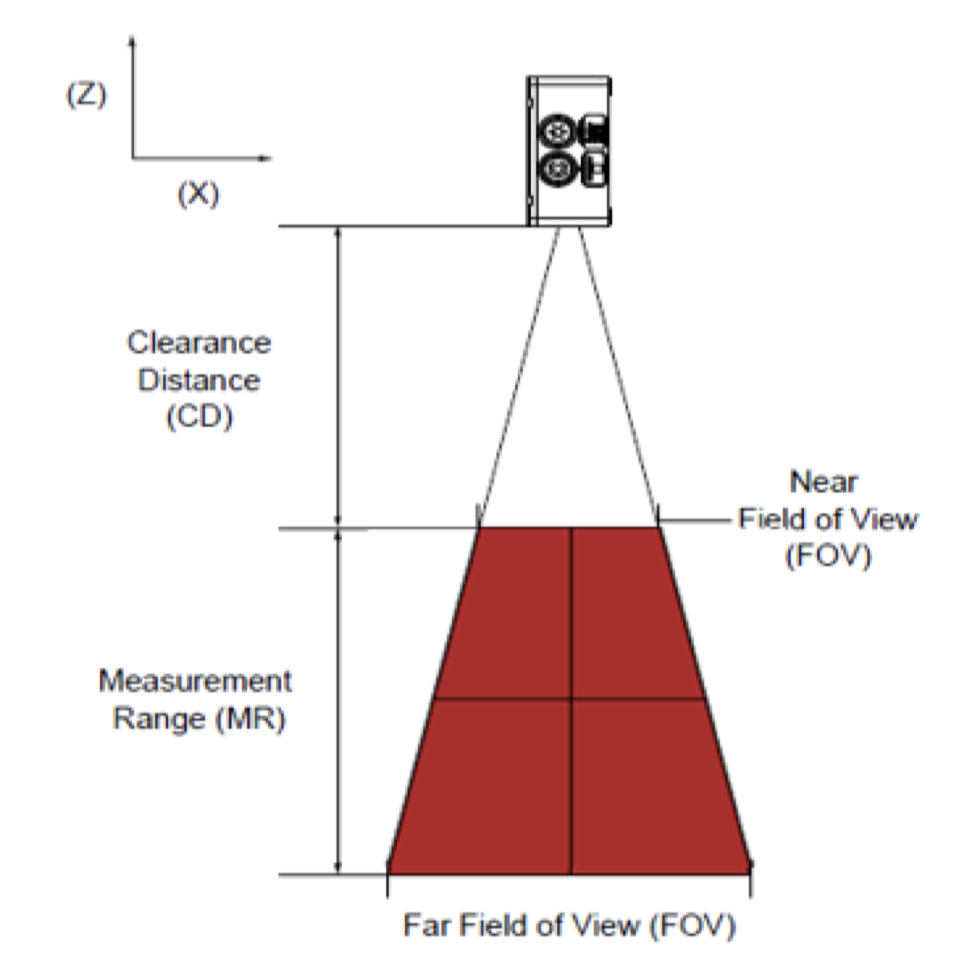 (Z)
(X)
Clearance
Distance
(CD)
Near
Field of View
(FOV)
Measurement
Range (MR)
Far Field of View (FOV)